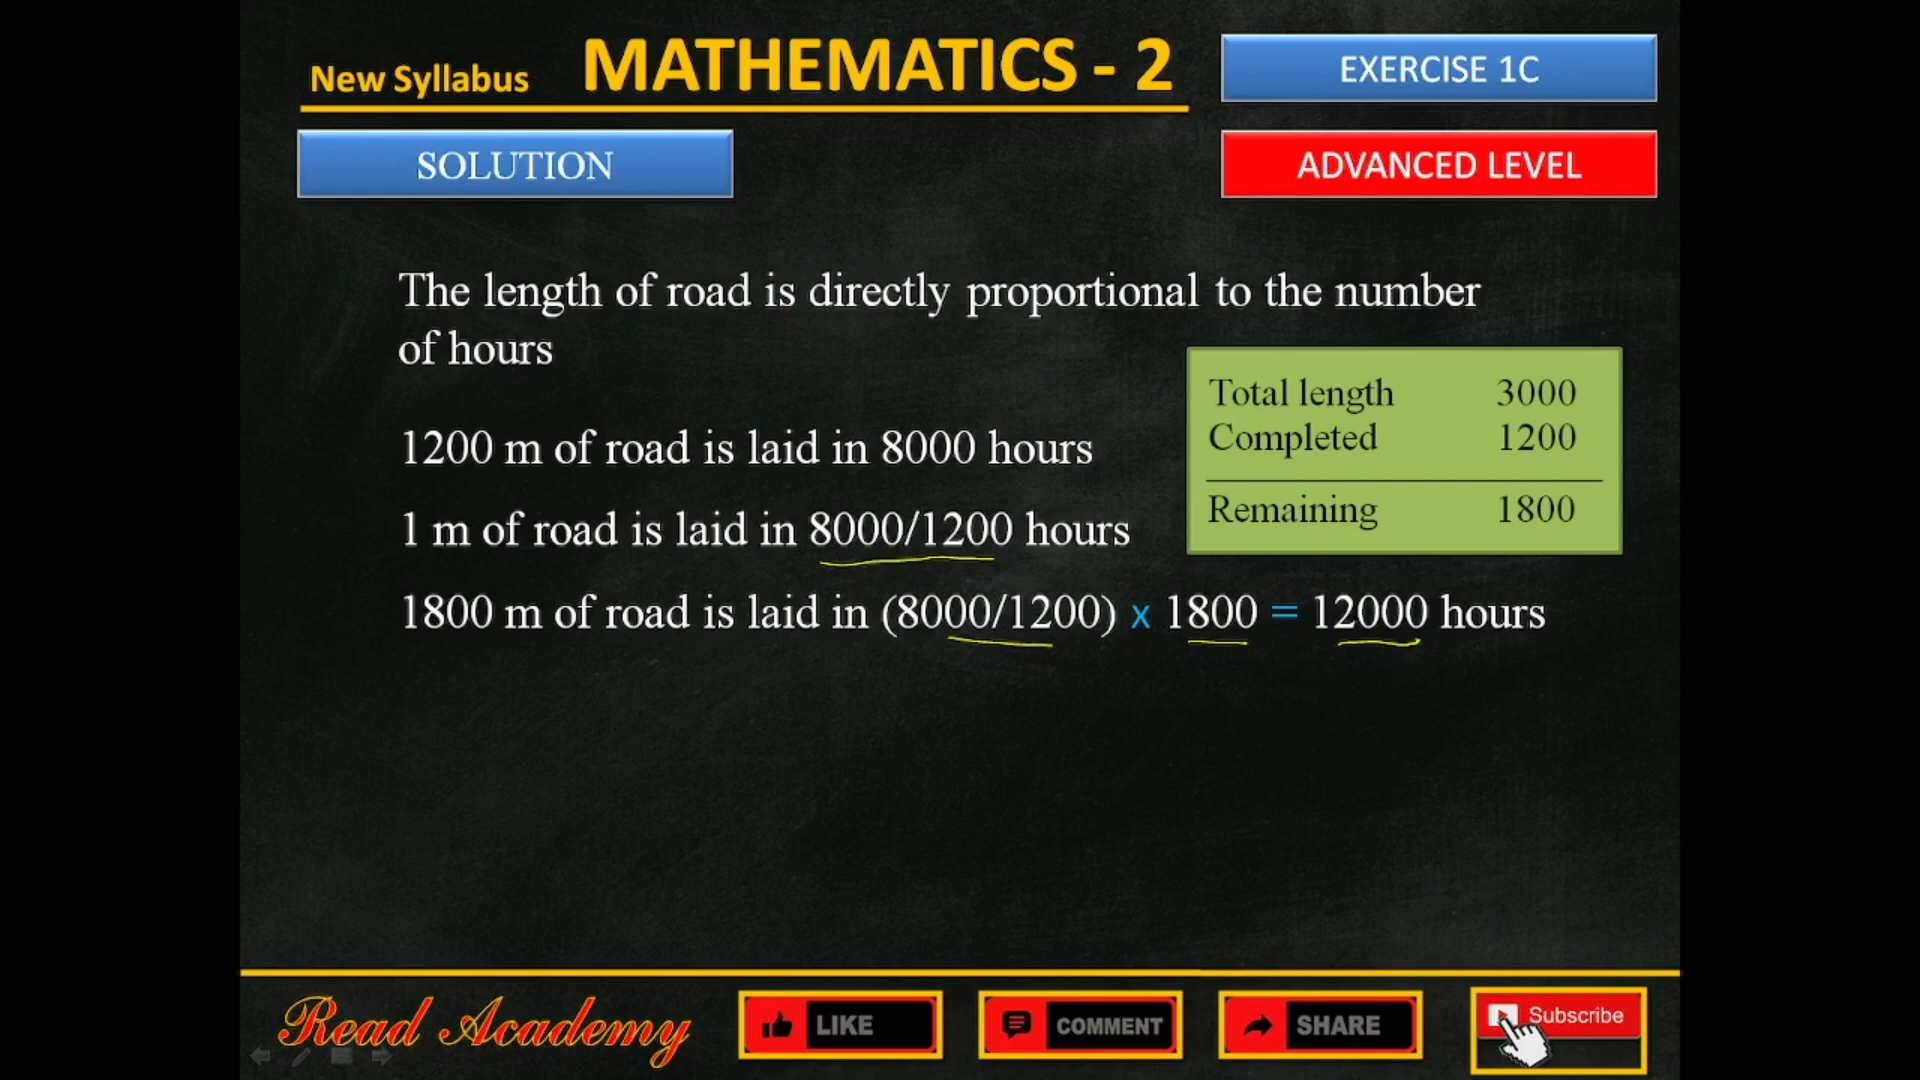 New Syllabus MATHEMATICS - 2
EXERCISE 1C
SOLUTION
ADVANCED LEVEL
The length of road is directly proportional to the number
of hours
Total length 3000
Completed 1200
Remaining 1800
1200 m of road is laid in 8000 hours
1 m of road is laid in 8000/1200 hours
1800 m of road is laid in (8000/1200) x 1800 = 12000 hours
Read Academy
LIKE
COMMENT
SHARE
Subscribe